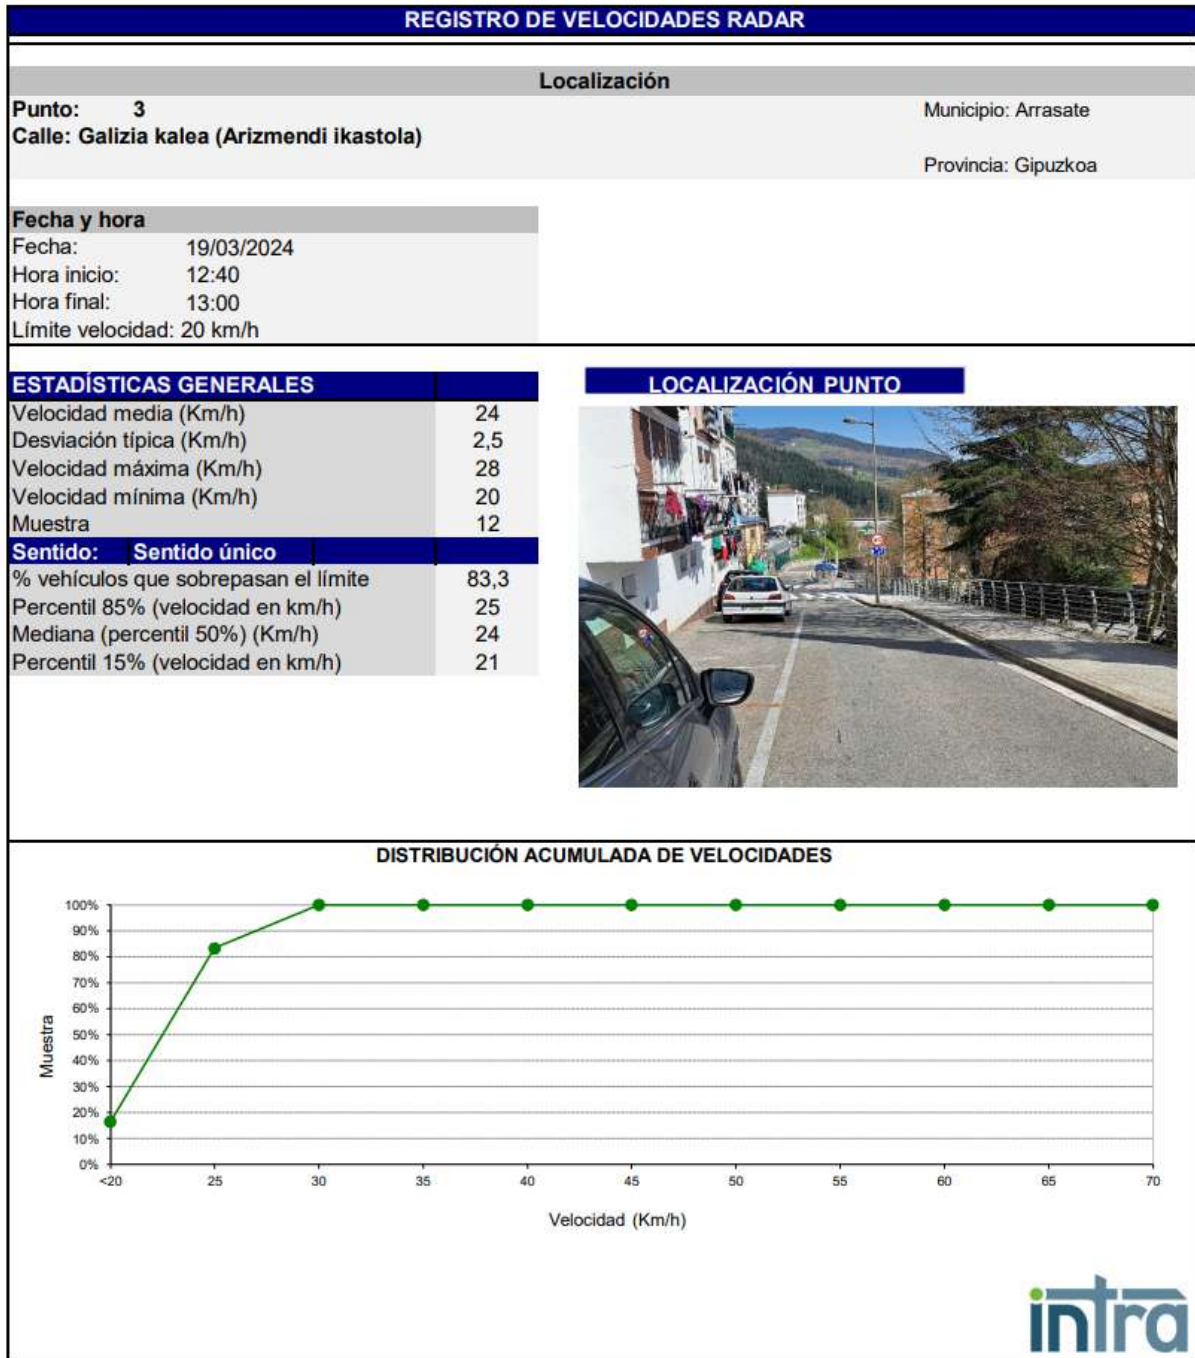 REGISTRO DE VELOCIDADES RADAR
Localización
Punto: 3
Municipio: Arrasate
Calle: Galizia kalea (Arizmendi ikastola)
Provincia: Gipuzkoa
Fecha y hora
Fecha: 19/03/2024
Hora inicio: 12:40
Hora final: 13:00
Límite velocidad: 20 km/h
ESTADÍSTICAS GENERALES
Velocidad media (Km/h) 24
Desviación típica (Km/h) 2,5
Velocidad máxima (Km/h) 28
Velocidad mínima (Km/h) 20
Muestra 12
Sentido: Sentido único
% vehículos que sobrepasan el límite 83,3
Percentil 85% (velocidad en km/h) 25
Mediana (percentil 50%) (Km/h) 24
Percentil 15% (velocidad en km/h) 21
LOCALIZACIÓN PUNTO
DISTRIBUCIÓN ACUMULADA DE VELOCIDADES
100%
90%
80%
70%
60%
50%
40%
30%
20%
10%
0%
Muestra
<20 25 30 35 40 45 50 55 60 65 70
Velocidad (Km/h)
intra